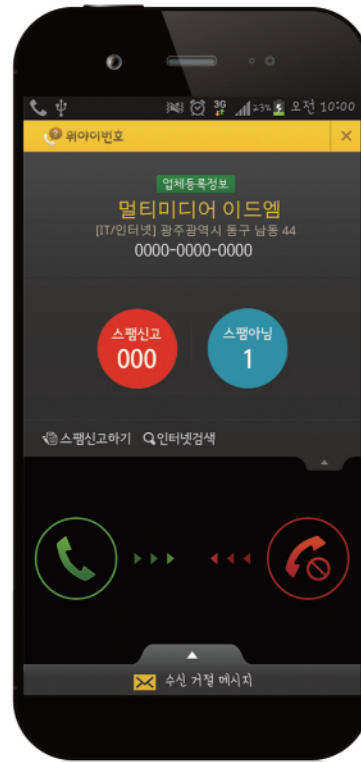 3G 23% 오전 10:00
위야이번호 ×
업체등록정보
멀티미디어 이드엠
[IT/인터넷] 광주광역시 동구 남동 44
0000-0000-0000
스팸신고 스팸아님
000 1
스팸신고하기 인터넷검색
수신 거절 메시지